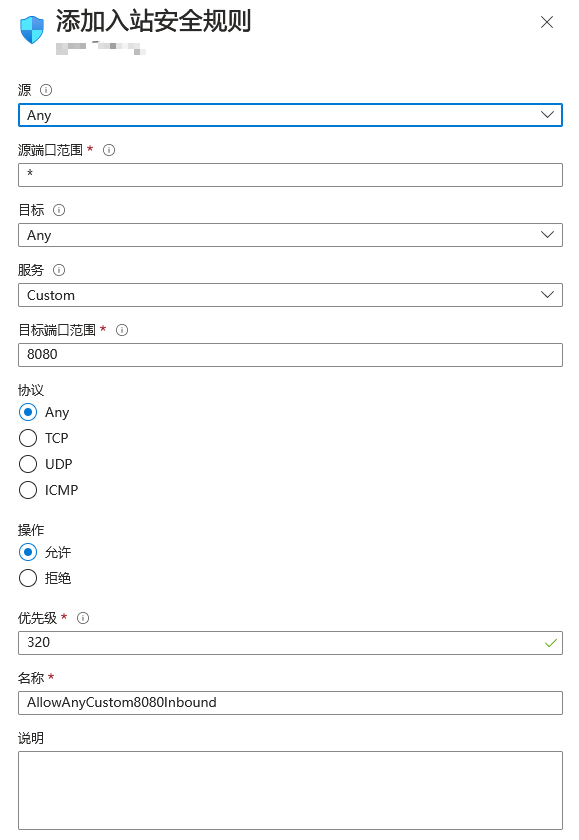 添加入站安全规则
源
Any
源端口范围 *
*
目标
Any
服务
Custom
目标端口范围 *
8080
协议
Any
TCP
UDP
ICMP
操作
允许
拒绝
优先级 *
320
名称 *
AllowAnyCustom8080Inbound
说明